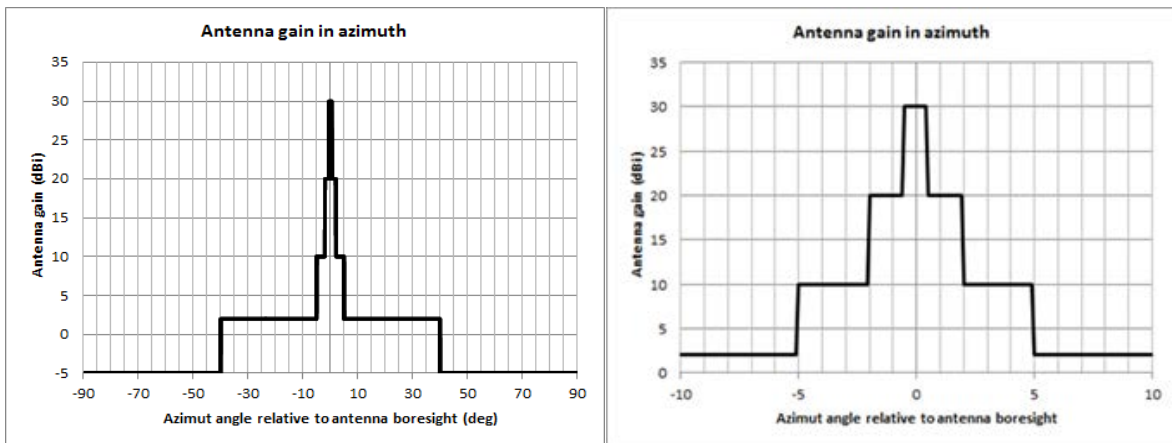 Antenna gain in azimuth
35
30
25
20
15
10
5
0
-5
Antenna gain (dBi)
-90 -70 -50 -30 -10 10 30 50 70 90
Azimut angle relative to antenna boresight (deg)
Antenna gain in azimuth
35
30
25
20
15
10
5
0
Antenna gain (dBi)
-10 -5 0 5 10
Azimut angle relative to antenna boresight